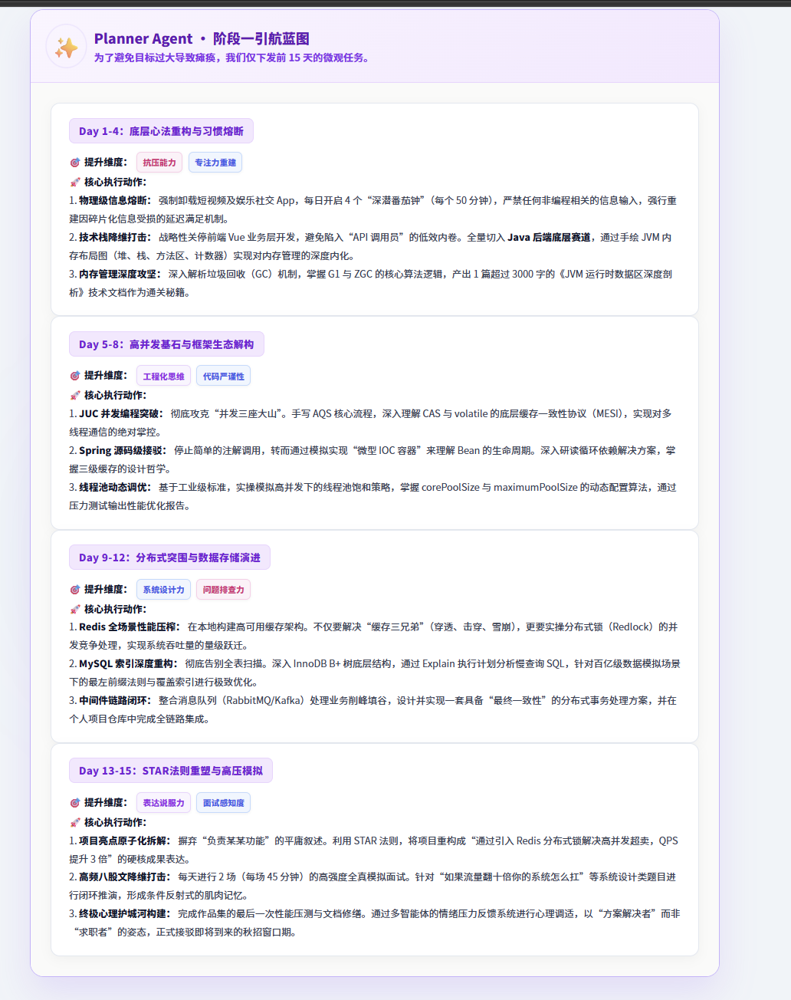 Planner Agent · 阶段一引航蓝图
为了避免目标过大导致瘫痪，我们仅下发前 15 天的微观任务。
Day 1-4：底层心法重构与习惯熔断
提升维度： 抗压能力 专注力重建
核心执行动作：
1. 物理级信息熔断： 强制卸载短视频及娱乐社交 App，每日开启 4 个“深潜番茄钟”（每个 50 分钟），严禁任何非编程相关的信息输入，强行重
建因碎片化信息受损的延迟满足机制。
2. 技术栈降维打击： 战略性关停前端 Vue 业务层开发，避免陷入“API 调用员”的低效内卷。全量切入 Java 后端底层赛道，通过手绘 JVM 内
存布局图（堆、栈、方法区、计数器）实现对内存管理的深度内化。
3. 内存管理深度攻坚： 深入解析垃圾回收（GC）机制，掌握 G1 与 ZGC 的核心算法逻辑，产出 1 篇超过 3000 字的《JVM 运行时数据区深度剖
析》技术文档作为通关秘籍。
Day 5-8：高并发基石与框架生态解构
提升维度： 工程化思维 代码严谨性
核心执行动作：
1. JUC 并发编程突破： 彻底攻克“并发三座大山”。手写 AQS 核心流程，深入理解 CAS 与 volatile 的底层缓存一致性协议（MESI），实现对多
线程通信的绝对掌控。
2. Spring 源码级接驳： 停止简单的注解调用，转而通过模拟实现“微型 IOC 容器”来理解 Bean 的生命周期。深入研读循环依赖解决方案，掌
握三级缓存的设计哲学。
3. 线程池动态调优： 基于工业级标准，实操模拟高并发下的线程池饱和策略，掌握 corePoolSize 与 maximumPoolSize 的动态配置算法，通过
压力测试输出性能优化报告。
Day 9-12：分布式突围与数据存储演进
提升维度： 系统设计力 问题排查力
核心执行动作：
1. Redis 全场景性能压榨： 在本地构建高可用缓存架构。不仅要解决“缓存三兄弟”（穿透、击穿、雪崩），更要实操分布式锁（Redlock）的并
发竞争处理，实现系统吞吐量的量级跃迁。
2. MySQL 索引深度重构： 彻底告别全表扫描。深入 InnoDB B+ 树底层结构，通过 Explain 执行计划分析慢查询 SQL，针对百亿级数据模拟场景
下的最左前缀法则与覆盖索引进行极致优化。
3. 中间件链路闭环： 整合消息队列（RabbitMQ/Kafka）处理业务削峰填谷，设计并实现一套具备“最终一致性”的分布式事务处理方案，并在
个人项目仓库中完成全链路集成。
Day 13-15：STAR法则重塑与高压模拟
提升维度： 表达说服力 面试感知度
核心执行动作：
1. 项目亮点原子化拆解： 摒弃“负责某某功能”的平庸叙述。利用 STAR 法则，将项目重构成“通过引入 Redis 分布式锁解决高并发超卖，QPS
提升 3 倍”的硬核成果表达。
2. 高频八股文降维打击： 每天进行 2 场（每场 45 分钟）的高强度全真模拟面试。针对“如果流量翻十倍你的系统怎么扛”等系统设计类题目进
行闭环推演，形成条件反射式的肌肉记忆。
3. 终极心理护城河构建： 完成作品集的最后一次性能压测与文档修缮。通过多智能体的情绪压力反馈系统进行心理调适，以“方案解决者”而非
“求职者”的姿态，正式接驳即将到来的秋招窗口期。